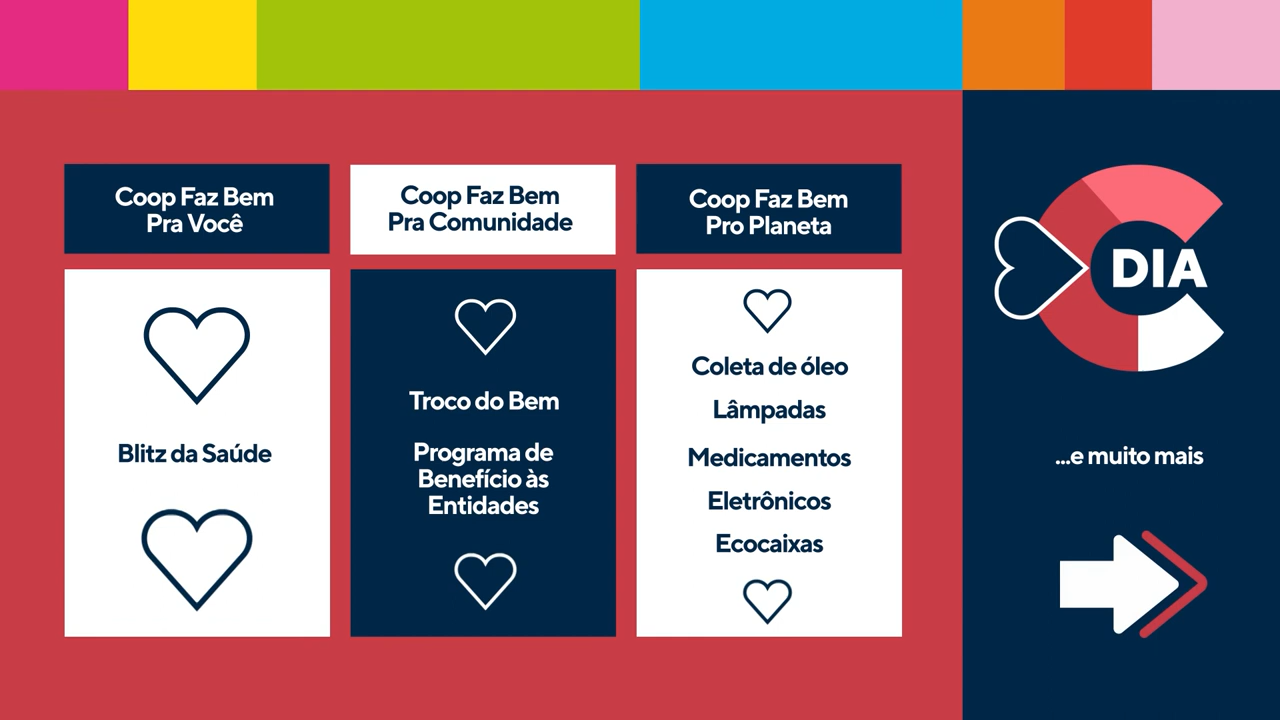 Coop Faz Bem
Pra Você
Blitz da Saúde
Coop Faz Bem
Pra Comunidade
Troco do Bem
Programa de
Benefício às
Entidades
Coop Faz Bem
Pro Planeta
Coleta de óleo
Lâmpadas
Medicamentos
Eletrônicos
Ecocaixas
DIA
...e muito mais